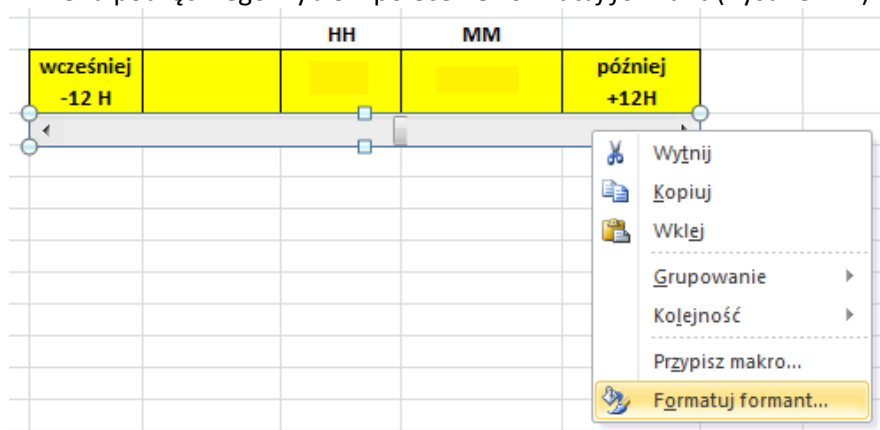 HH MM
wcześniej
-12 H
później
+12H
Wytnij
Kopiuj
Wklej
Grupowanie
Kolejność
Przypisz makro...
Formatuj formant...